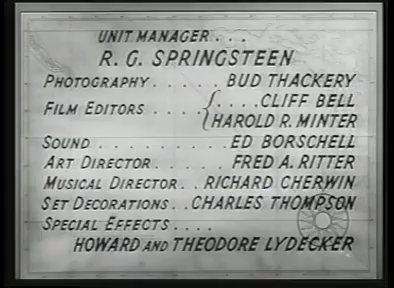 UNIT MANAGER . . .
R. G. SPRINGSTEEN
PHOTOGRAPHY . . . . . . BUD THACKERY
FILM EDITORS . . . . . { . . . . CLIFF BELL
HAROLD R. MINTER
SOUND . . . . . . . . . ED BORSCHELL
ART DIRECTOR. . . . . . FRED A. RITTER
MUSICAL DIRECTOR. . RICHARD CHERWIN
SET DECORATIONS. . CHARLES THOMPSON
SPECIAL EFFECTS . . . .
HOWARD AND THEODORE LYDECKER